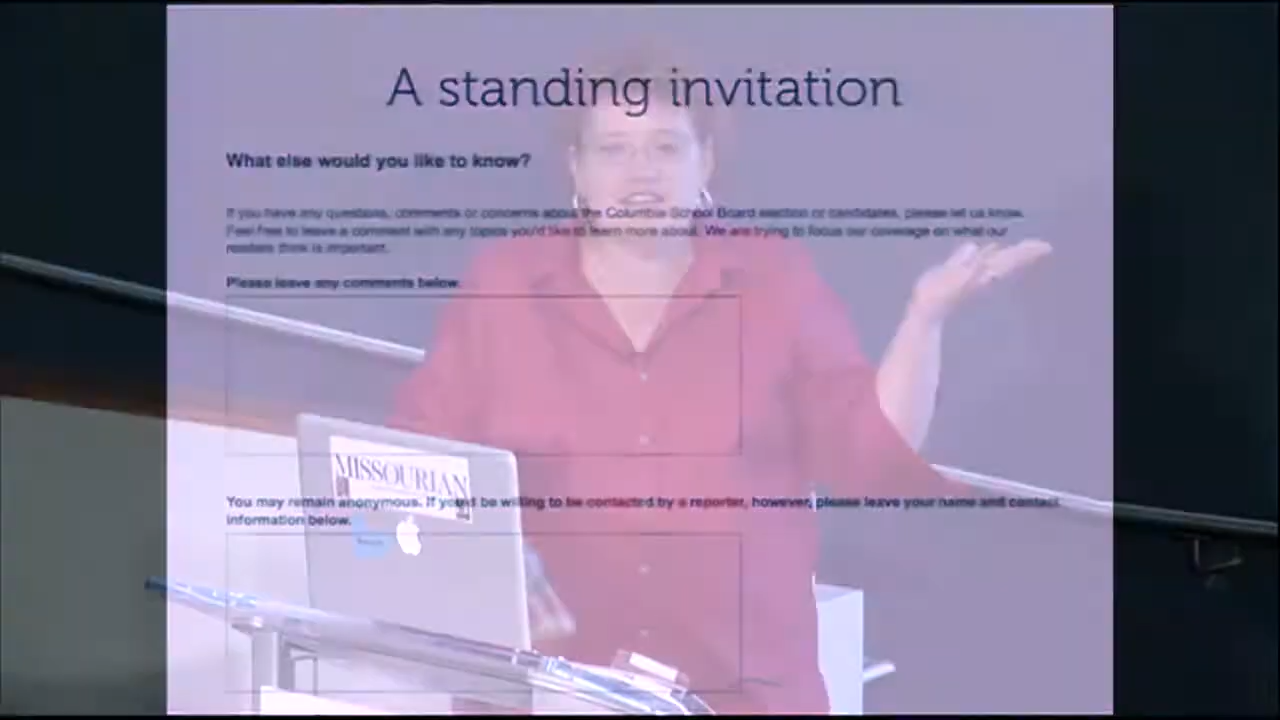 A standing invitation
What else would you like to know?
If you have any questions, comments or concerns about the Columbia School Board election or candidates, please let us know.
Feel free to leave a comment with any topics you'd like to learn more about. We are trying to focus our coverage on what our
readers think is important.
Please leave any comments below.
MISSOURIAN
You may remain anonymous. If you'd be willing to be contacted by a reporter, however, please leave your name and contact
information below.